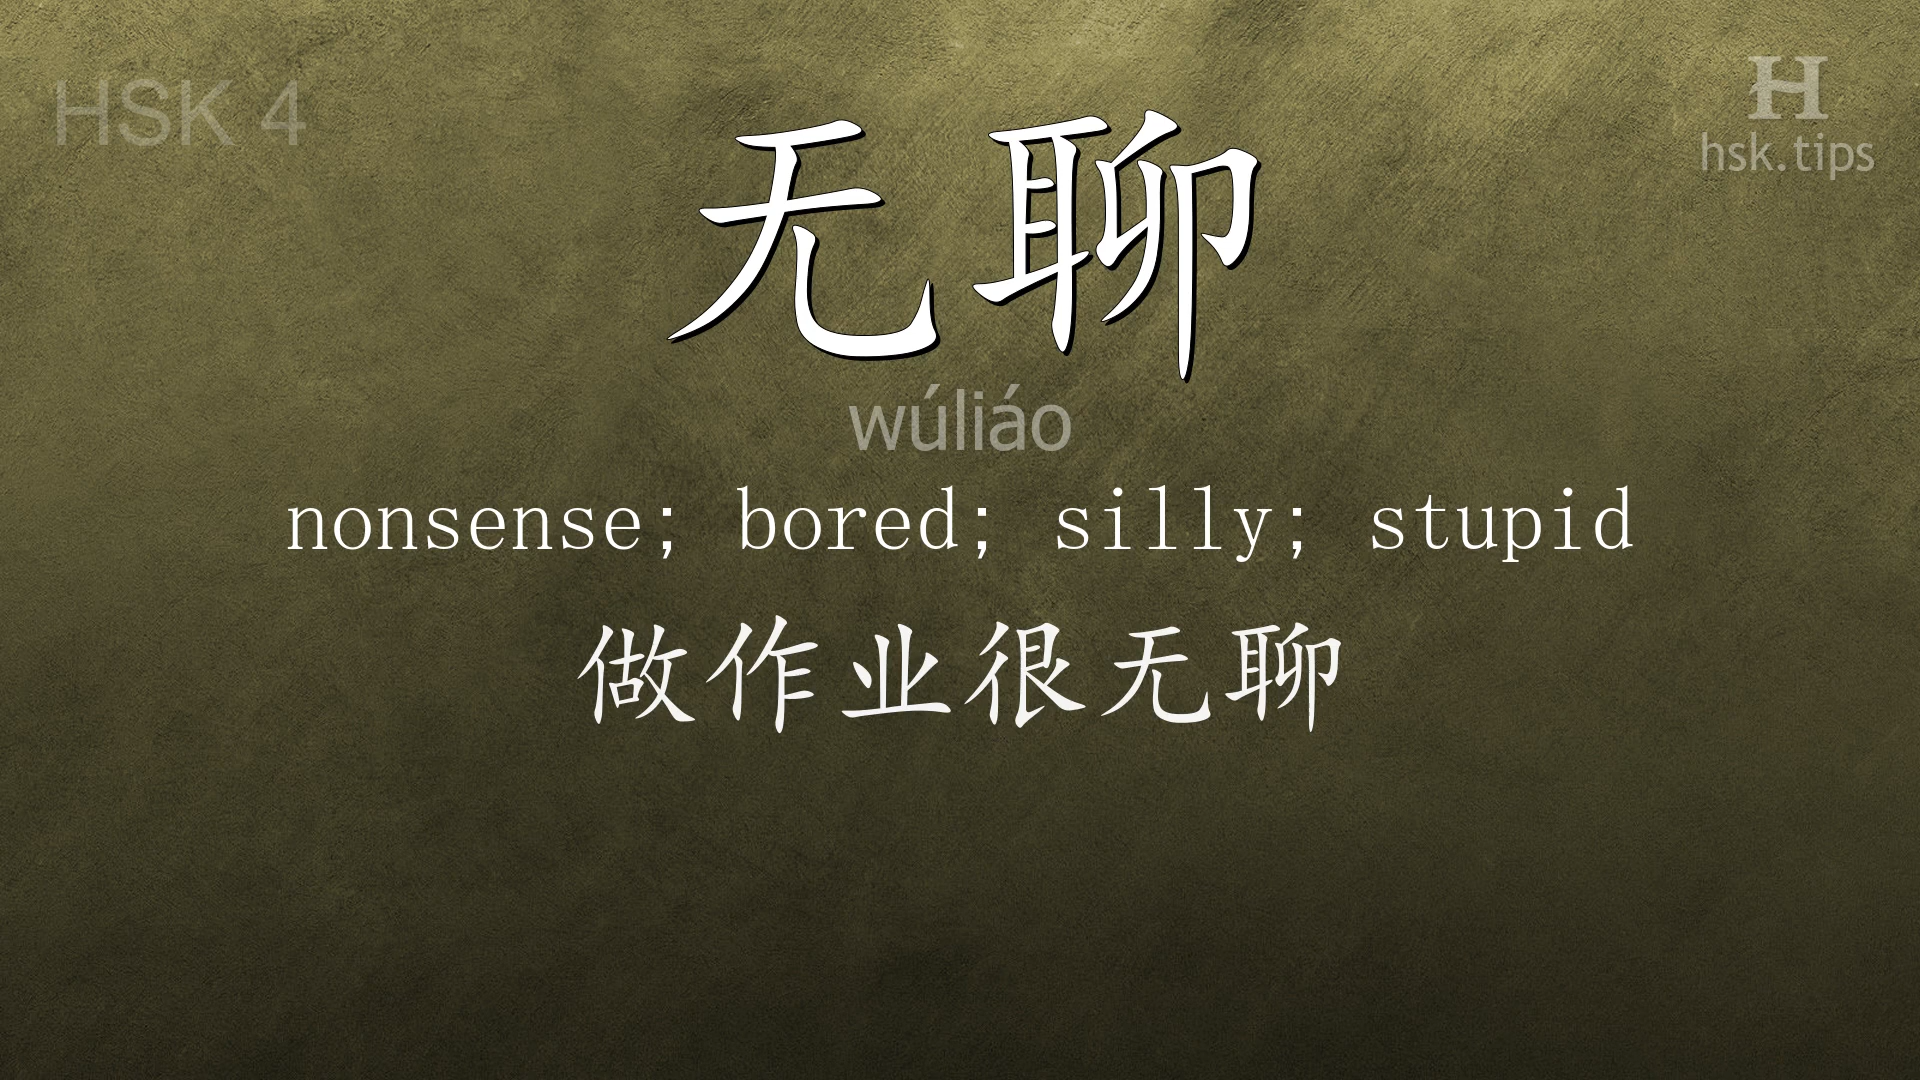 HSK 4
H
hsk.tips
无聊
wúliáo
nonsense; bored; silly; stupid
做作业很无聊